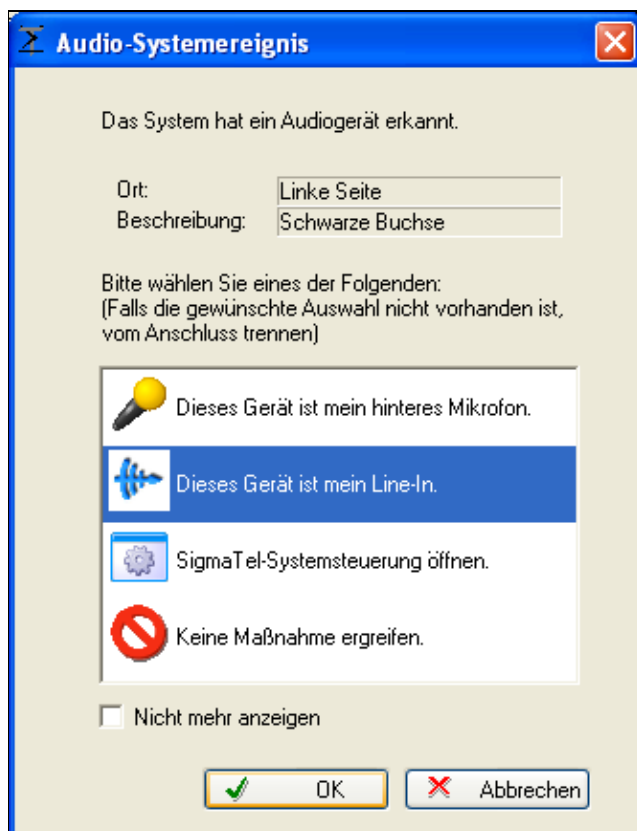 Audio-Systemereignis
Das System hat ein Audiogerät erkannt.
Ort: Linke Seite
Beschreibung: Schwarze Buchse
Bitte wählen Sie eines der Folgenden:
(Falls die gewünschte Auswahl nicht vorhanden ist,
vom Anschluss trennen)
Dieses Gerät ist mein hinteres Mikrofon.
Dieses Gerät ist mein Line-In.
SigmaTel-Systemsteuerung öffnen.
Keine Maßnahme ergreifen.
Nicht mehr anzeigen
OK Abbrechen